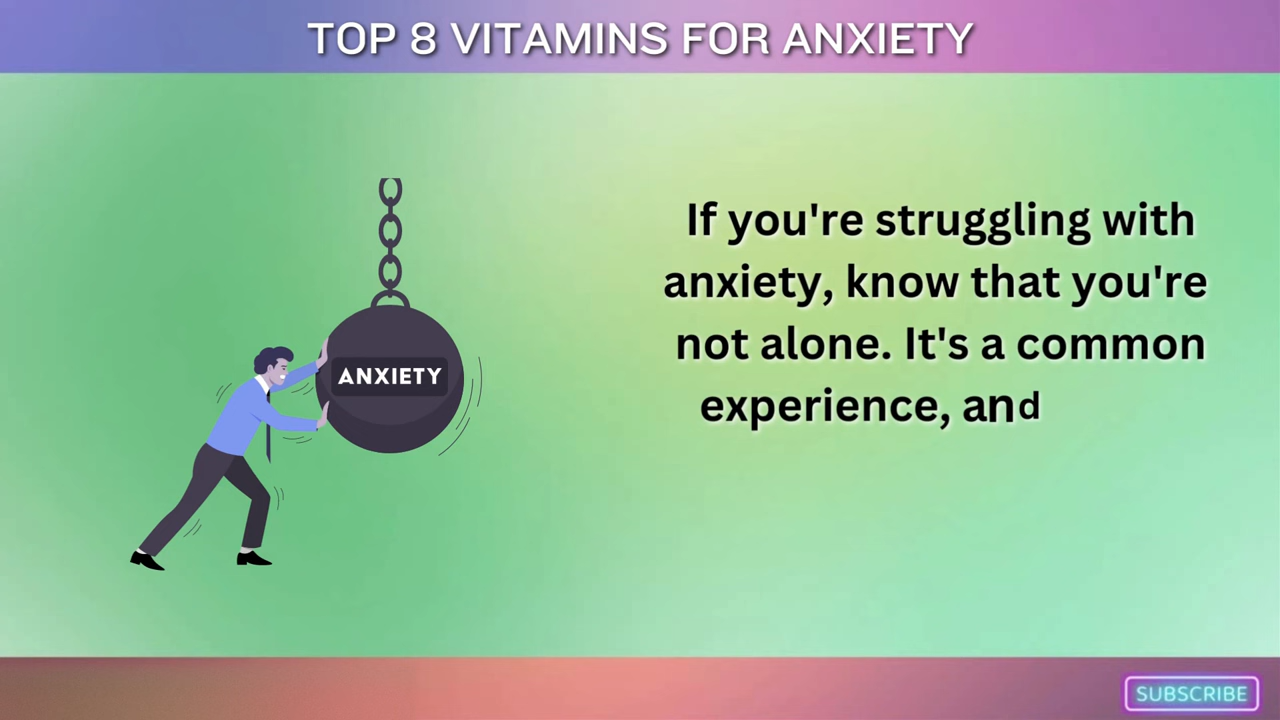 TOP 8 VITAMINS FOR ANXIETY
ANXIETY
If you're struggling with
anxiety, know that you're
not alone. It's a common
experience, and
SUBSCRIBE